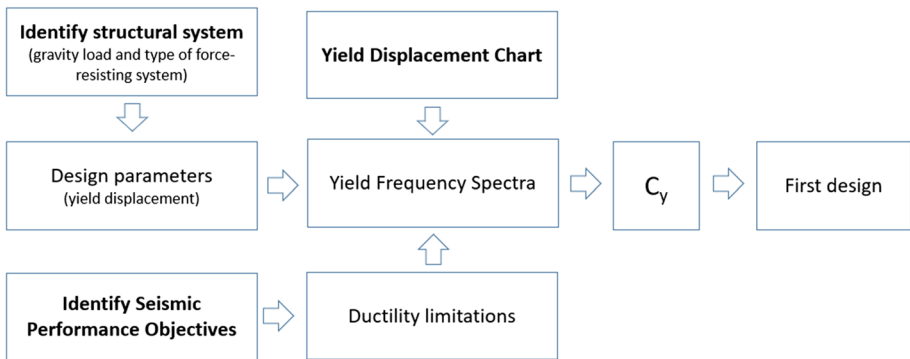 Identify structural system
(gravity load and type of force-
resisting system)
Yield Displacement Chart
Design parameters
(yield displacement)
Yield Frequency Spectra
Cy
First design
Identify Seismic
Performance Objectives
Ductility limitations